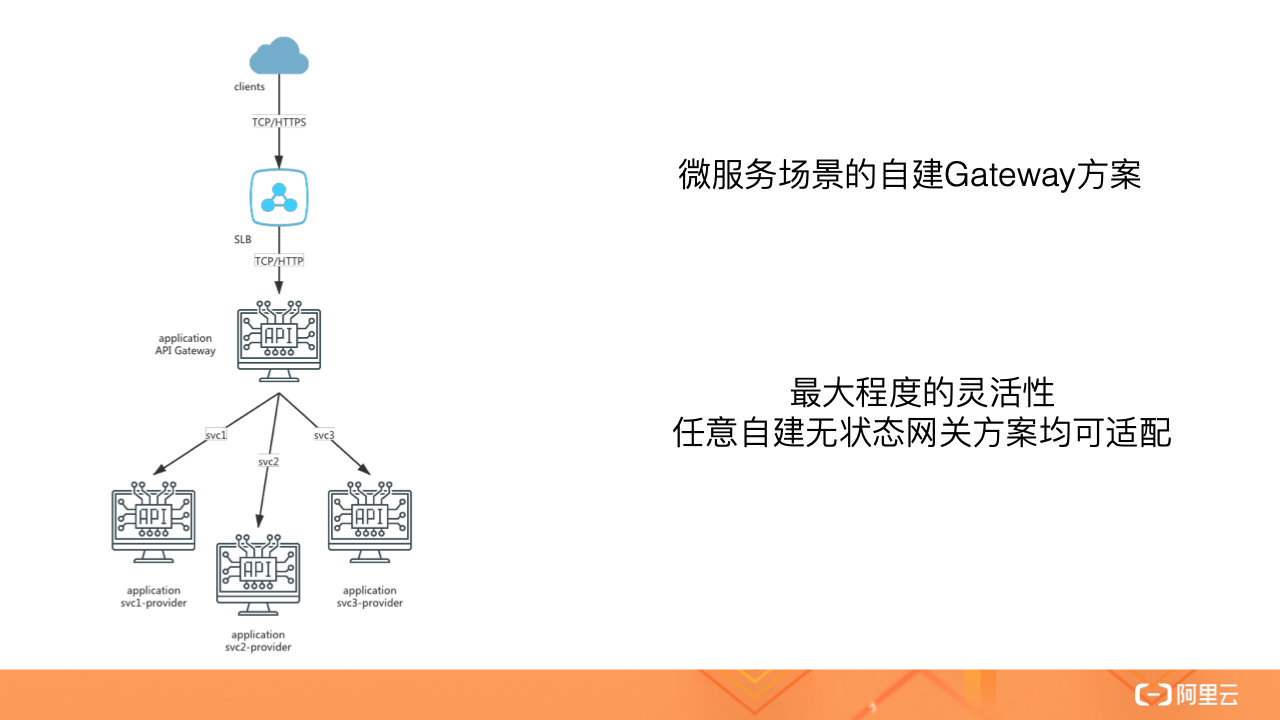 clients
TCP/HTTPS
SLB
TCP/HTTP
application
API Gateway
API
svc1
svc2
svc3
API
API
API
application
svc1-provider
application
svc2-provider
application
svc3-provider
微服务场景的自建Gateway方案
最大程度的灵活性
任意自建无状态网关方案均可适配
阿里云